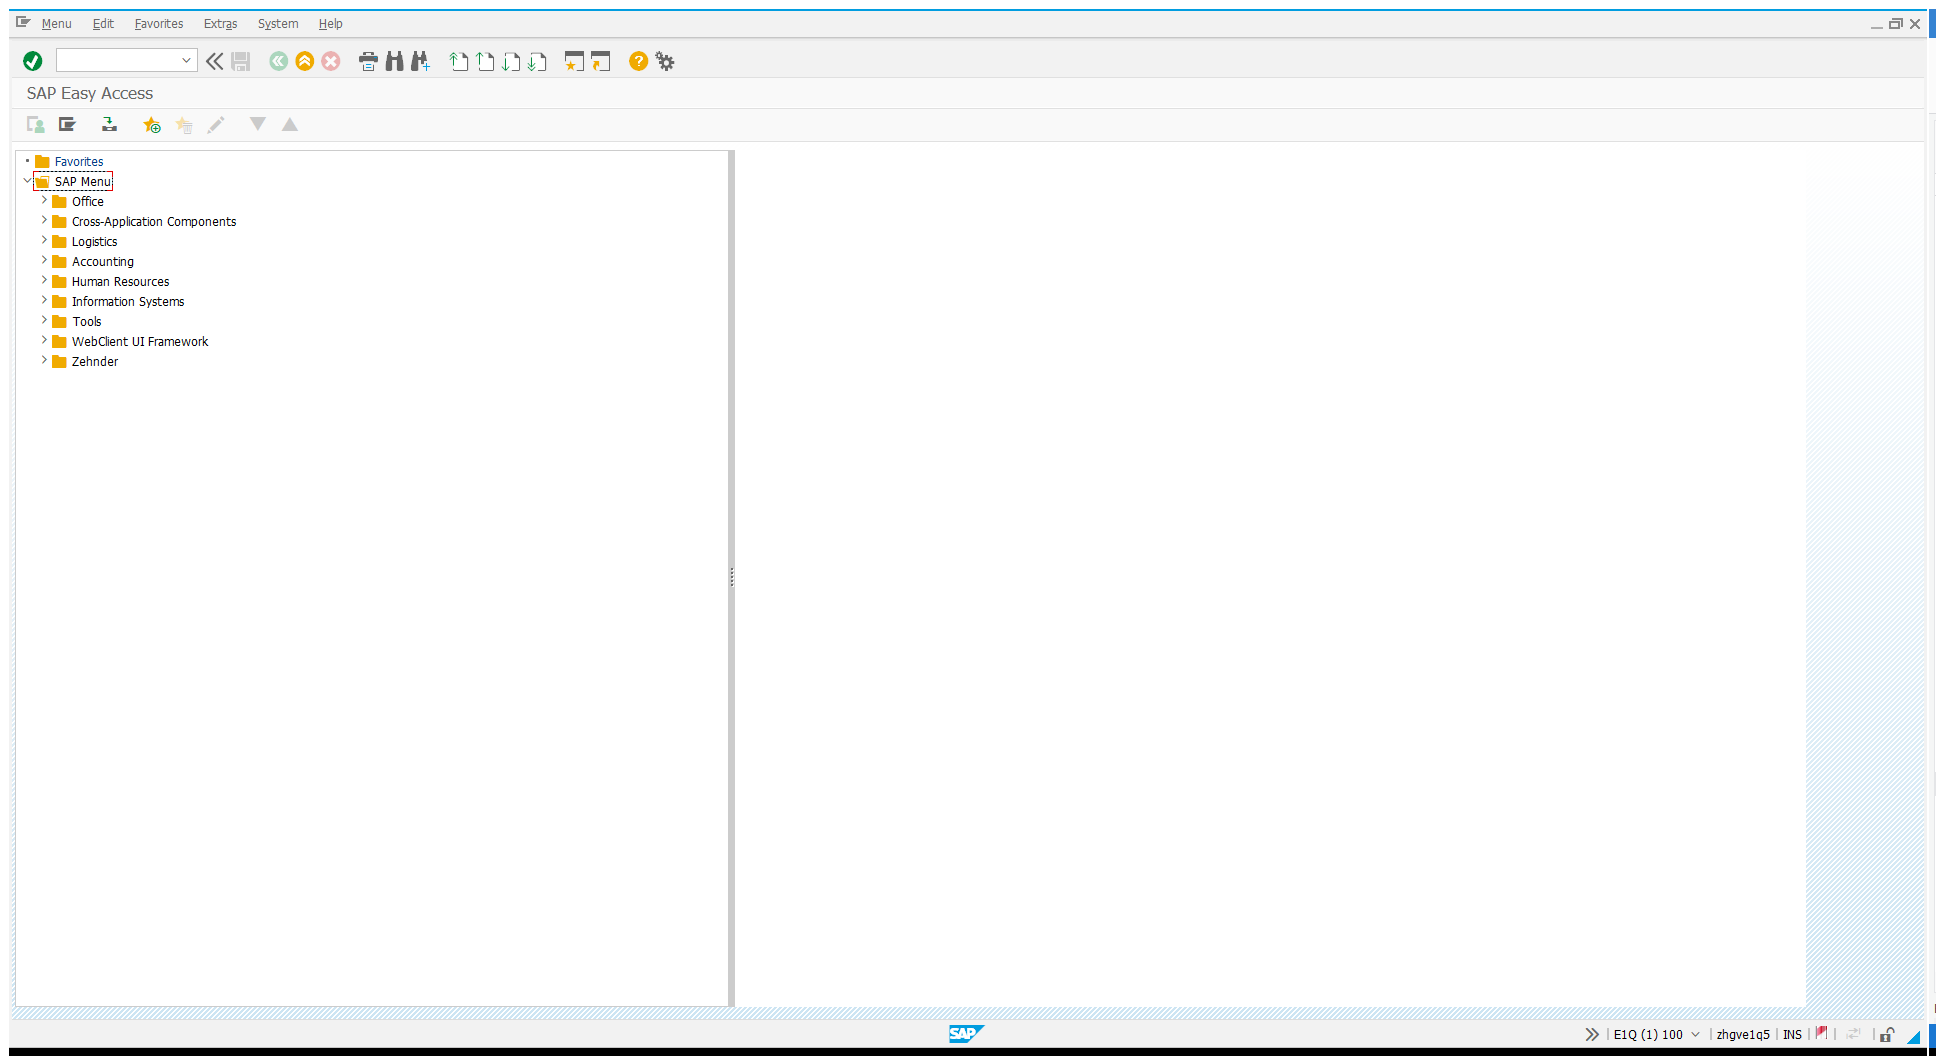 Menu Edit Favorites Extras System Help
SAP Easy Access
Favorites
SAP Menu
Office
Cross-Application Components
Logistics
Accounting
Human Resources
Information Systems
Tools
WebClient UI Framework
Zehnder
SAP
E1Q (1) 100 zhgve1q5 INS